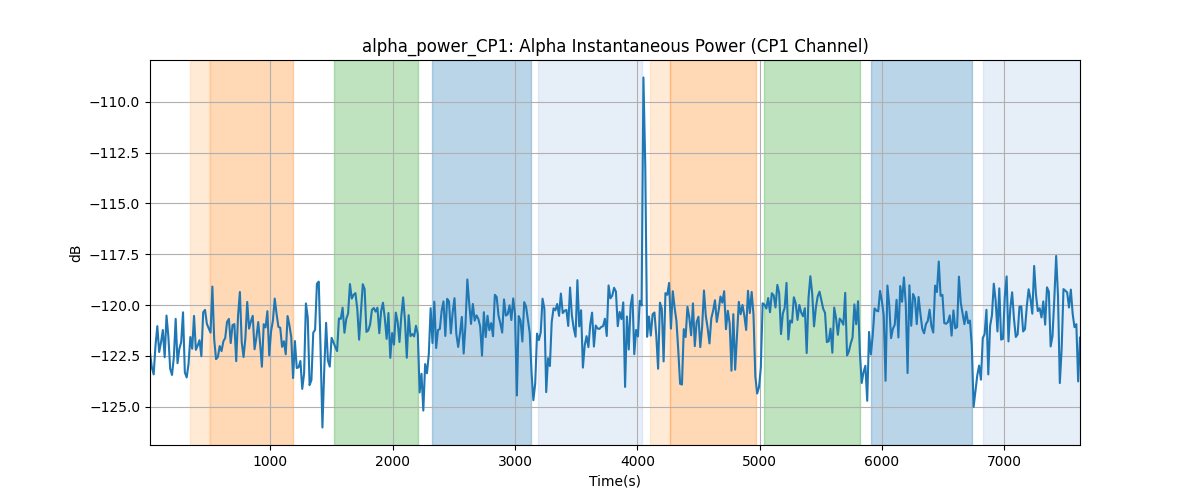 alpha_power_CP1: Alpha Instantaneous Power (CP1 Channel)
−110.0
−112.5
−115.0
−117.5
−120.0
−122.5
−125.0
dB
1000 2000 3000 4000 5000 6000 7000
Time(s)